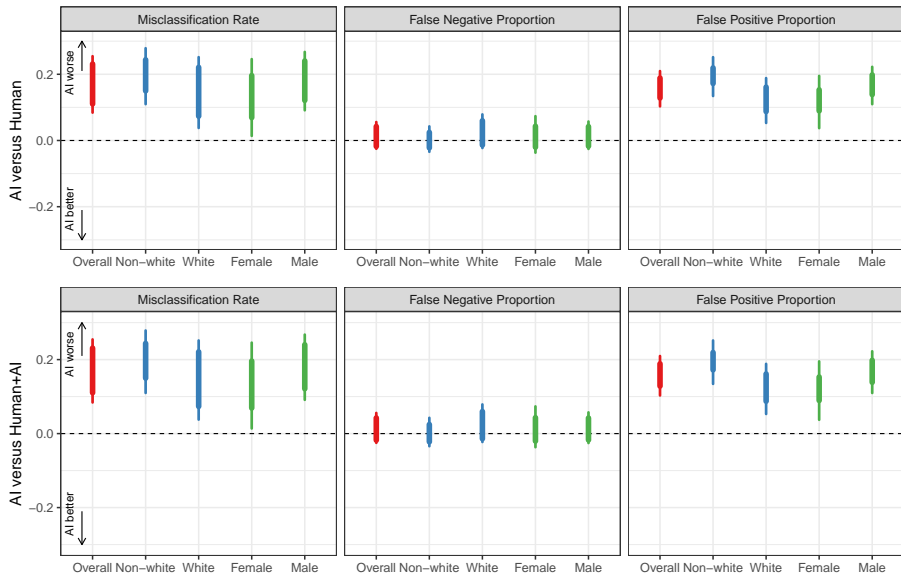 Misclassification Rate
False Negative Proportion
False Positive Proportion
AI versus Human
0.2
0.0
−0.2
AI worse
AI better
Overall Non−white White Female Male
Overall Non−white White Female Male
Overall Non−white White Female Male
Misclassification Rate
False Negative Proportion
False Positive Proportion
AI versus Human+AI
0.2
0.0
−0.2
AI worse
AI better
Overall Non−white White Female Male
Overall Non−white White Female Male
Overall Non−white White Female Male